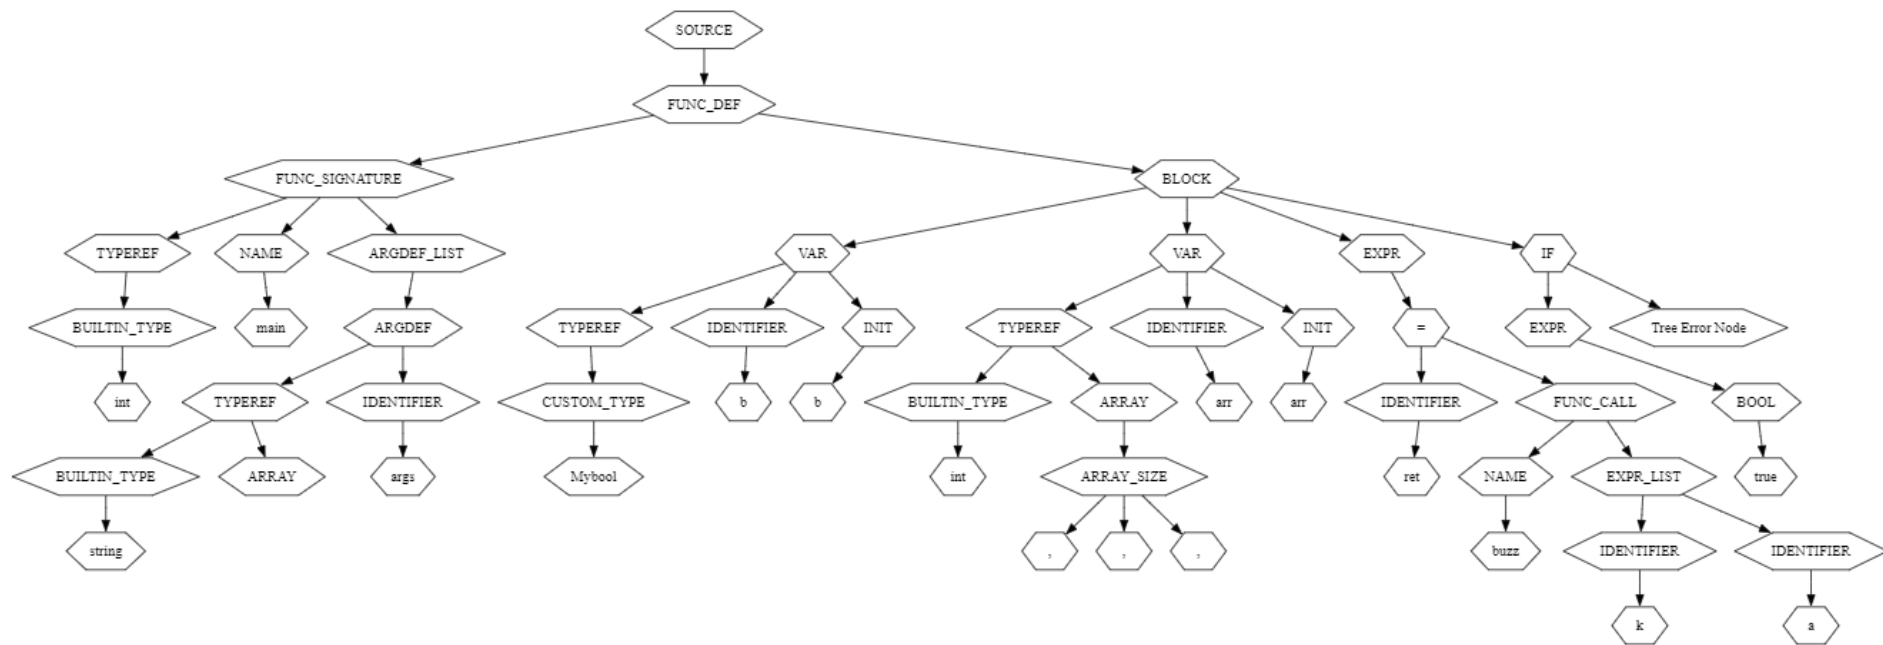 SOURCE
FUNC_DEF
FUNC_SIGNATURE BLOCK
TYPEREF NAME ARGDEF_LIST VAR VAR EXPR IF
BUILTIN_TYPE main ARGDEF TYPEREF IDENTIFIER INIT TYPEREF IDENTIFIER INIT = EXPR Tree Error Node
int TYPEREF IDENTIFIER CUSTOM_TYPE b b BUILTIN_TYPE ARRAY arr arr IDENTIFIER FUNC_CALL BOOL
BUILTIN_TYPE ARRAY args Mybool int ARRAY_SIZE ret NAME EXPR_LIST true
string , , , buzz IDENTIFIER IDENTIFIER
k a